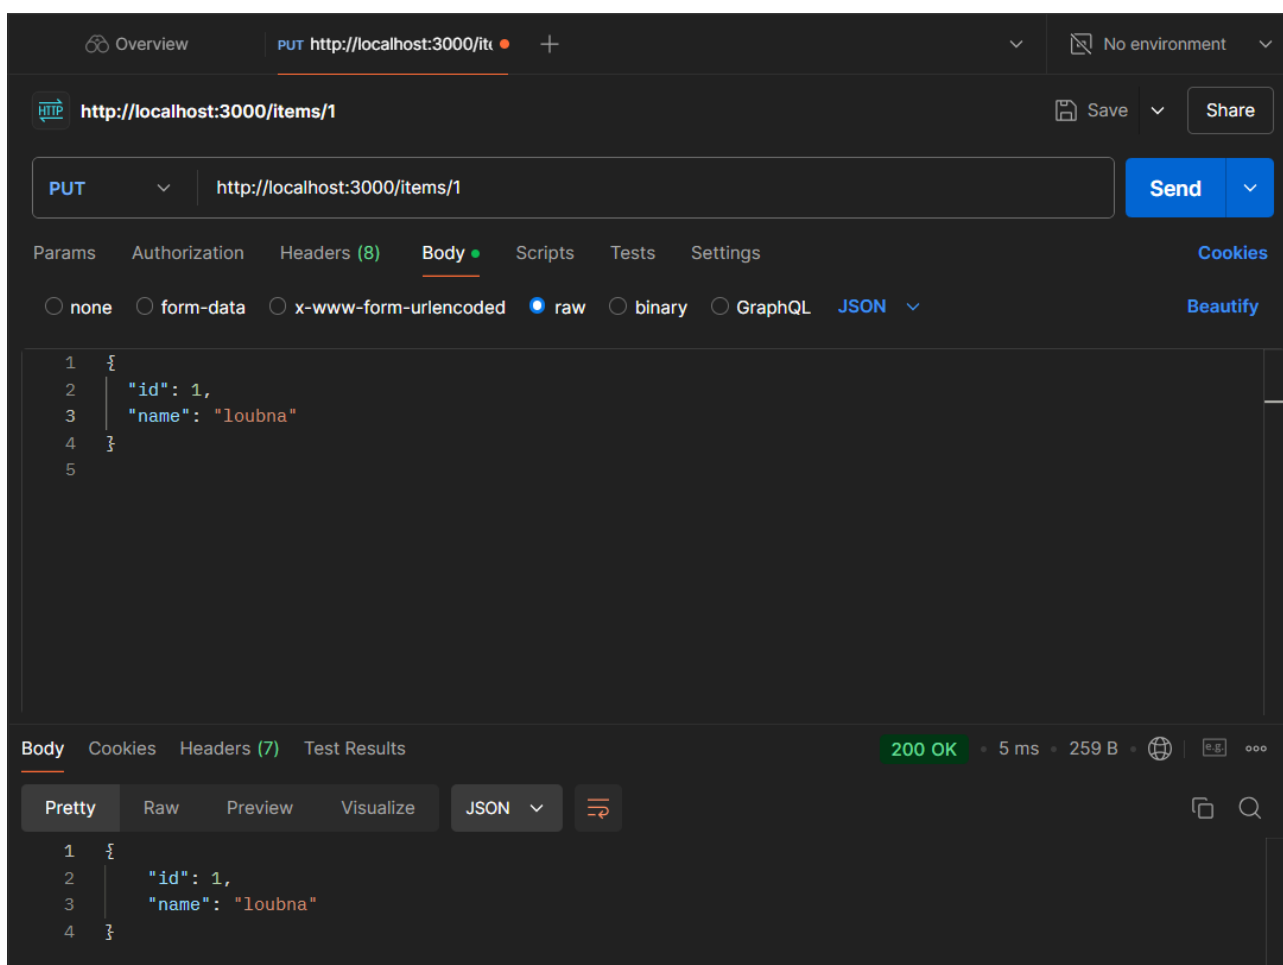 Overview PUT http://localhost:3000/ite No environment
HTTP http://localhost:3000/items/1 Save Share
PUT http://localhost:3000/items/1 Send
Params Authorization Headers (8) Body Scripts Tests Settings Cookies
none form-data x-www-form-urlencoded raw binary GraphQL JSON Beautify
1 {
2 "id": 1,
3 "name": "loubna"
4 }
5
Body Cookies Headers (7) Test Results 200 OK • 5 ms • 259 B • e.g.
Pretty Raw Preview Visualize JSON
1 {
2 "id": 1,
3 "name": "loubna"
4 }